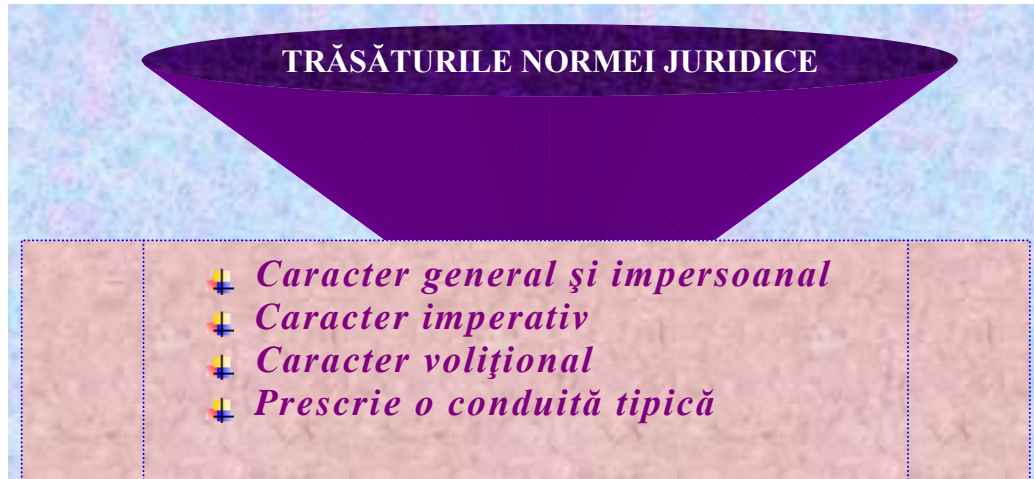 TRĂSĂTURILE NORMEI JURIDICE
Caracter general şi impersoanal
Caracter imperativ
Caracter voliţional
Prescrie o conduită tipică